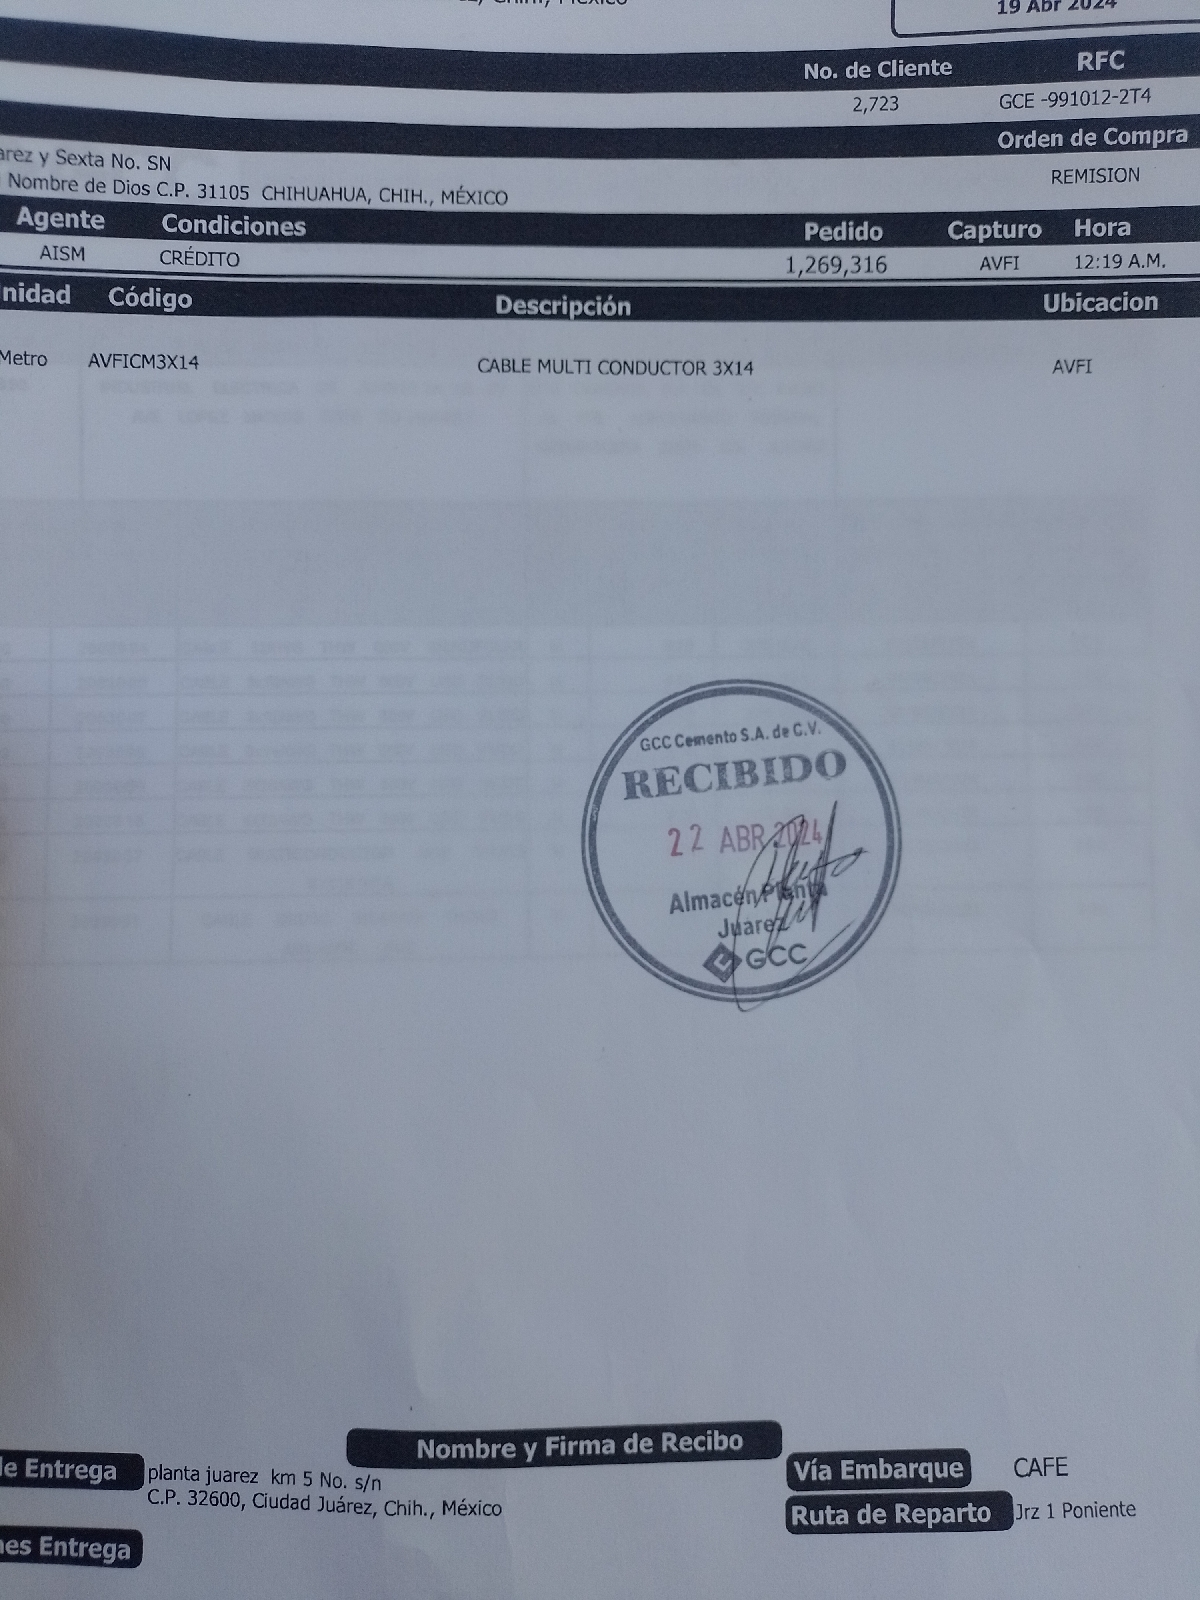 19 Abr 2024
No. de Cliente RFC
2,723 GCE -991012-2T4
Orden de Compra
arez y Sexta No. SN REMISION
Nombre de Dios C.P. 31105 CHIHUAHUA, CHIH., MÉXICO
Agente Condiciones Pedido Capturo Hora
AISM CRÉDITO 1,269,316 AVFI 12:19 A.M.
nidad Código Descripción Ubicacion
Metro AVFICM3X14 CABLE MULTI CONDUCTOR 3X14 AVFI
GCC Cemento S.A. de C.V.
RECIBIDO
22 ABR 2024
Almacén Planta
Juarez
GCC
Nombre y Firma de Recibo
de Entrega planta juarez km 5 No. s/n Vía Embarque CAFE
C.P. 32600, Ciudad Juárez, Chih., México
Ruta de Reparto Jrz 1 Poniente
nes Entrega